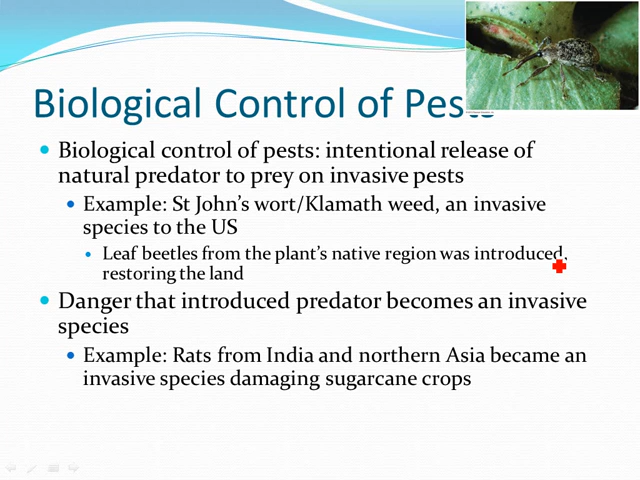 Biological Control of Pests
Biological control of pests: intentional release of
natural predator to prey on invasive pests
Example: St John's wort/Klamath weed, an invasive
species to the US
Leaf beetles from the plant's native region was introduced,
restoring the land
Danger that introduced predator becomes an invasive
species
Example: Rats from India and northern Asia became an
invasive species damaging sugarcane crops